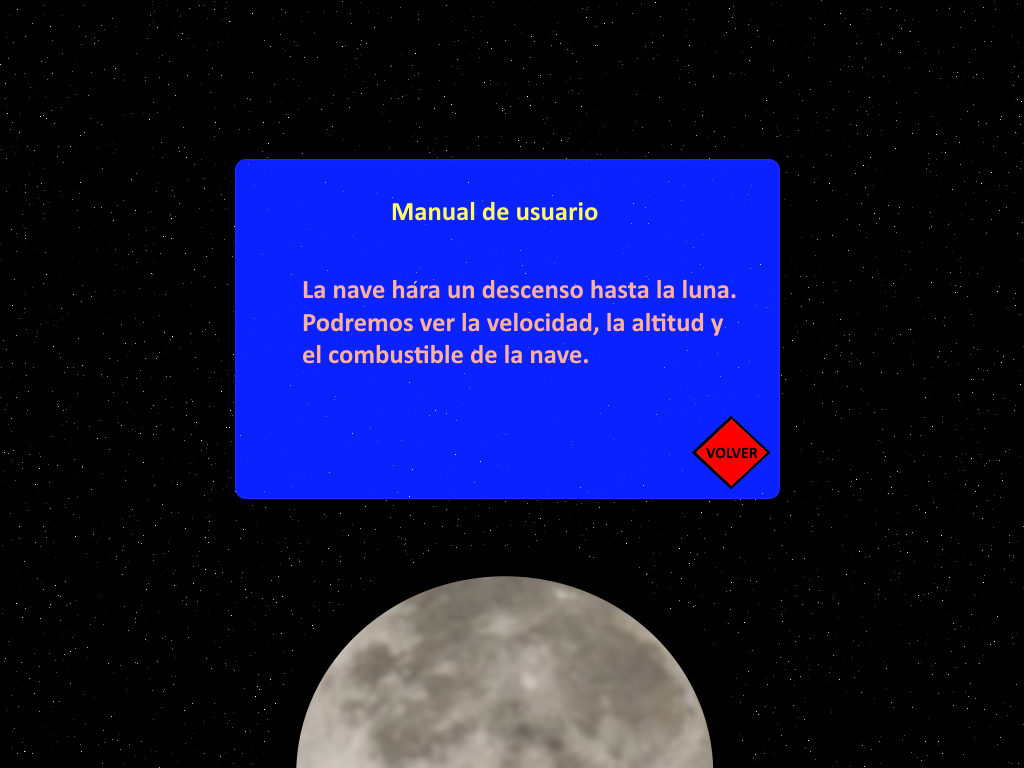 Manual de usuario
La nave hára un descenso hasta la luna.
Podremos ver la velocidad, la altitud y
el combustible de la nave.
VOLVER